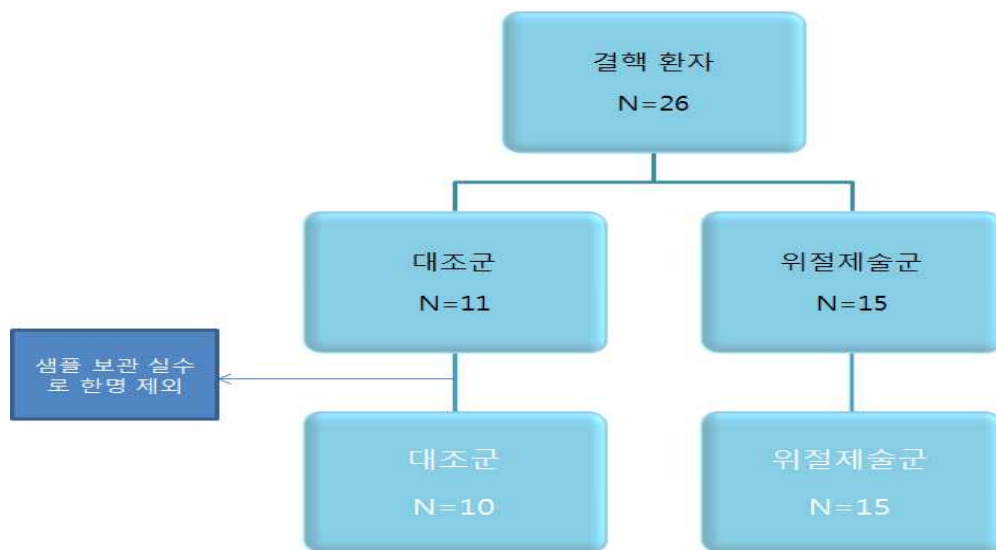 결핵 환자
N=26
대조군
N=11
위절제술군
N=15
샘플 보관 실수
로 한명 제외
대조군
N=10
위절제술군
N=15